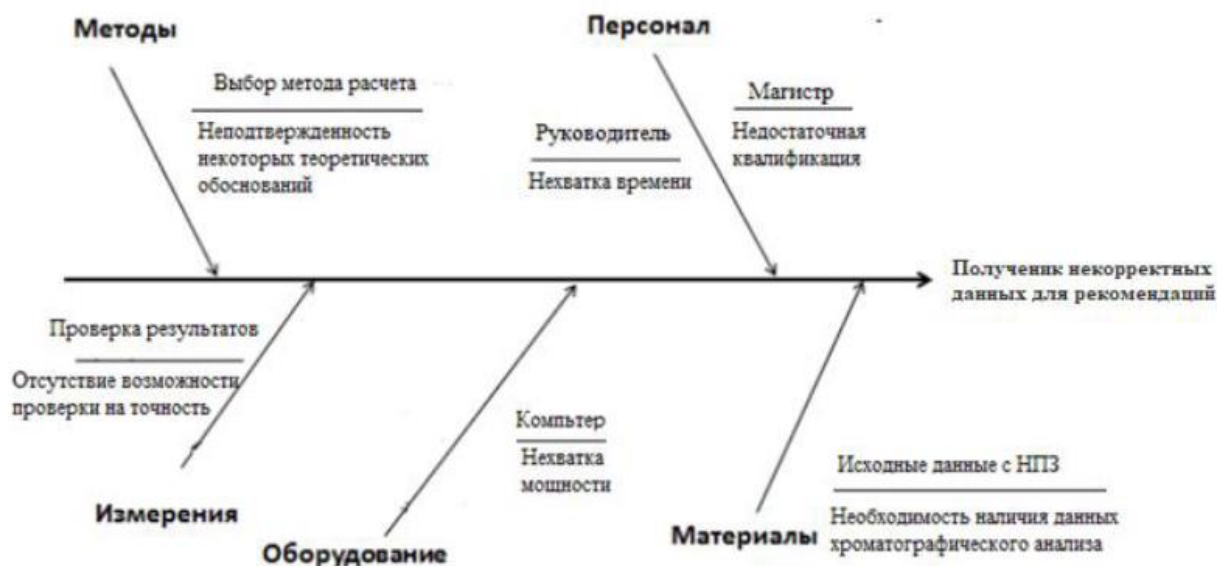 Методы
Персонал
Выбор метода расчета
Неподтвержденность
некоторых теоретических
обоснований
Магистр
Недостаточная
квалификация
Руководитель
Нехватка времени
Полученик некорректных
данных для рекомендаций
Проверка результатов
Отсутствие возможности
проверки на точность
Компьтер
Нехватка
мощности
Исходные данные с НПЗ
Необходимость наличия данных
хроматографического анализа
Измерения
Оборудование
Материалы